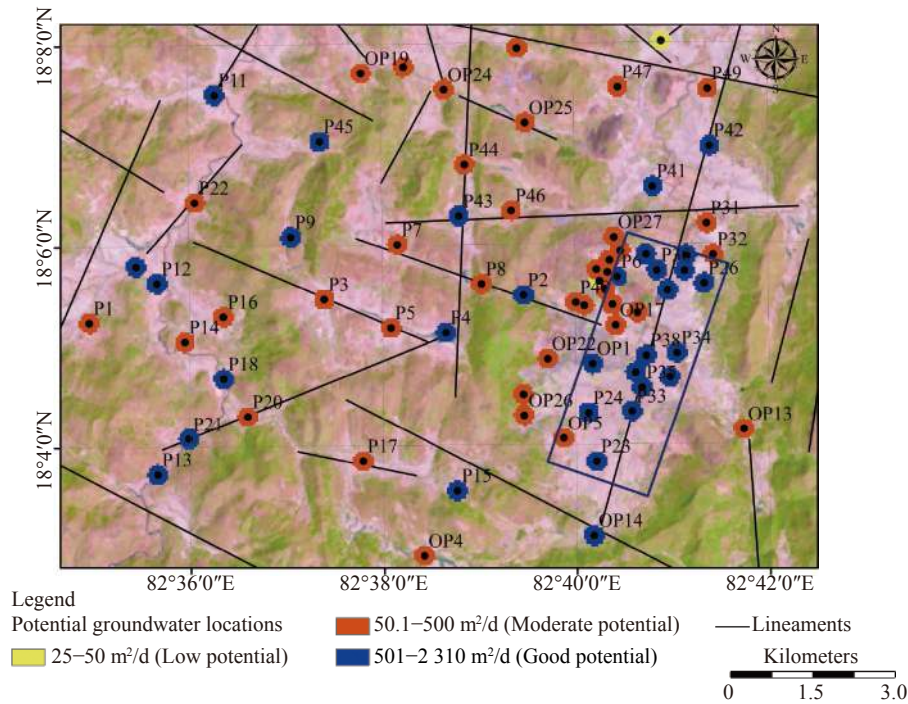 18°8′0″N
18°6′0″N
18°4′0″N
OP19
OP24
P47
P49
P11
OP25
P45
P42
P44
P41
P22
P43
P46
P31
P9
OP27
P7
P32
P12
P8
P6
P26
P2
P3
P1
P16
OP17
P5
P4
P14
P34
P38
OP22
OP1
P18
P25
P33
OP26
P24
P20
OP5
OP13
P21
P17
P23
P13
P15
OP14
OP4
W
E
82°36′0″E
82°38′0″E
82°40′0″E
82°42′0″E
Legend
Potential groundwater locations
50.1−500 m²/d (Moderate potential)
Lineaments
25−50 m²/d (Low potential)
501−2 310 m²/d (Good potential)
Kilometers
0 1.5 3.0